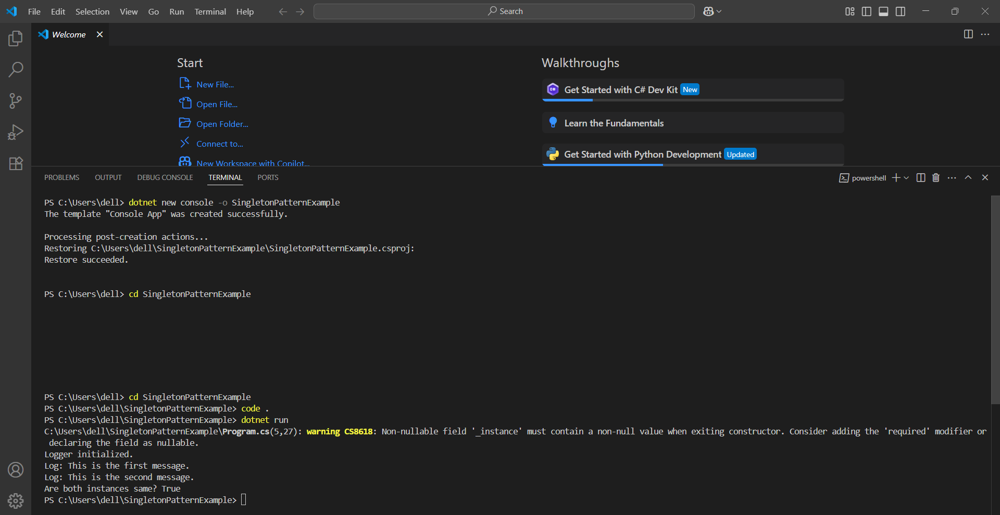 File Edit Selection View Go Run Terminal Help
Search
Welcome
Start
New File...
Open File...
Open Folder...
Connect to...
New Workspace with Copilot...
Walkthroughs
Get Started with C# Dev Kit New
Learn the Fundamentals
Get Started with Python Development Updated
PROBLEMS OUTPUT DEBUG CONSOLE TERMINAL PORTS
powershell
PS C:\Users\dell> dotnet new console -o SingletonPatternExample
The template "Console App" was created successfully.
Processing post-creation actions...
Restoring C:\Users\dell\SingletonPatternExample\SingletonPatternExample.csproj:
Restore succeeded.
PS C:\Users\dell> cd SingletonPatternExample
PS C:\Users\dell> cd SingletonPatternExample
PS C:\Users\dell\SingletonPatternExample> code .
PS C:\Users\dell\SingletonPatternExample> dotnet run
C:\Users\dell\SingletonPatternExample\Program.cs(5,27): warning CS8618: Non-nullable field '_instance' must contain a non-null value when exiting constructor. Consider adding the 'required' modifier or
declaring the field as nullable.
Logger initialized.
Log: This is the first message.
Log: This is the second message.
Are both instances same? True
PS C:\Users\dell\SingletonPatternExample>